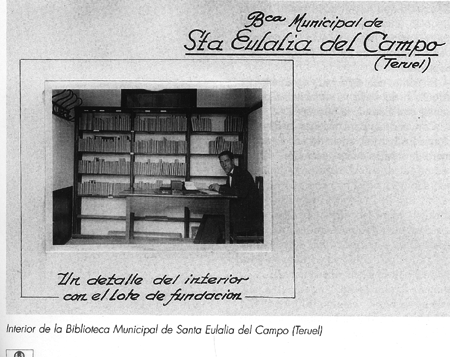 Bca Municipal de
Sta Eulalia del Campo
(Teruel)
Un detalle del interior
con el lote de fundacion
Interior de la Biblioteca Municipal de Santa Eulalia del Campo (Teruel)